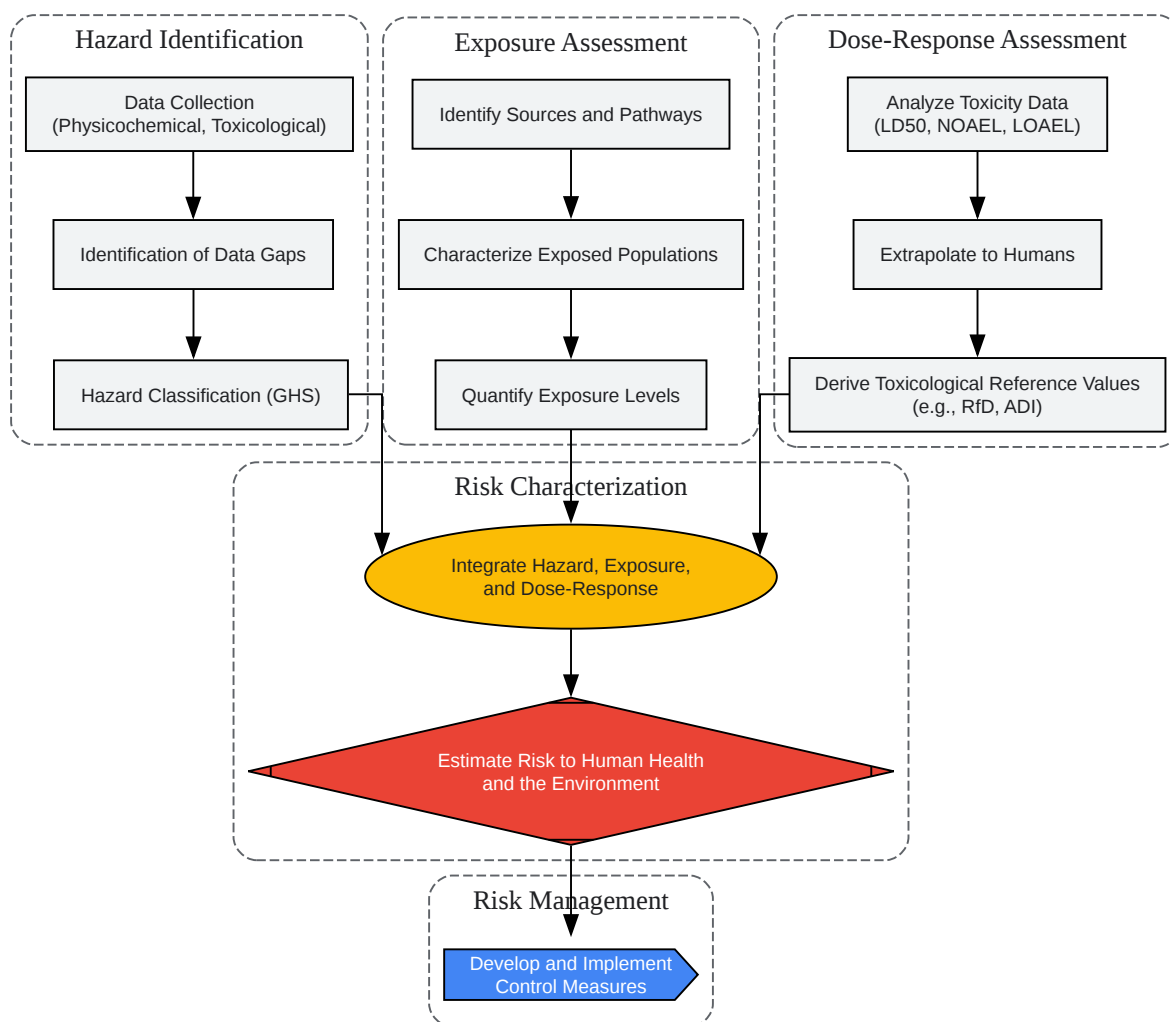 Hazard Identification
Data Collection
(Physicochemical, Toxicological)
Identification of Data Gaps
Hazard Classification (GHS)
Exposure Assessment
Identify Sources and Pathways
Characterize Exposed Populations
Quantify Exposure Levels
Dose-Response Assessment
Analyze Toxicity Data
(LD50, NOAEL, LOAEL)
Extrapolate to Humans
Derive Toxicological Reference Values
(e.g., RfD, ADI)
Risk Characterization
Integrate Hazard, Exposure,
and Dose-Response
Estimate Risk to Human Health
and the Environment
Risk Management
Develop and Implement
Control Measures